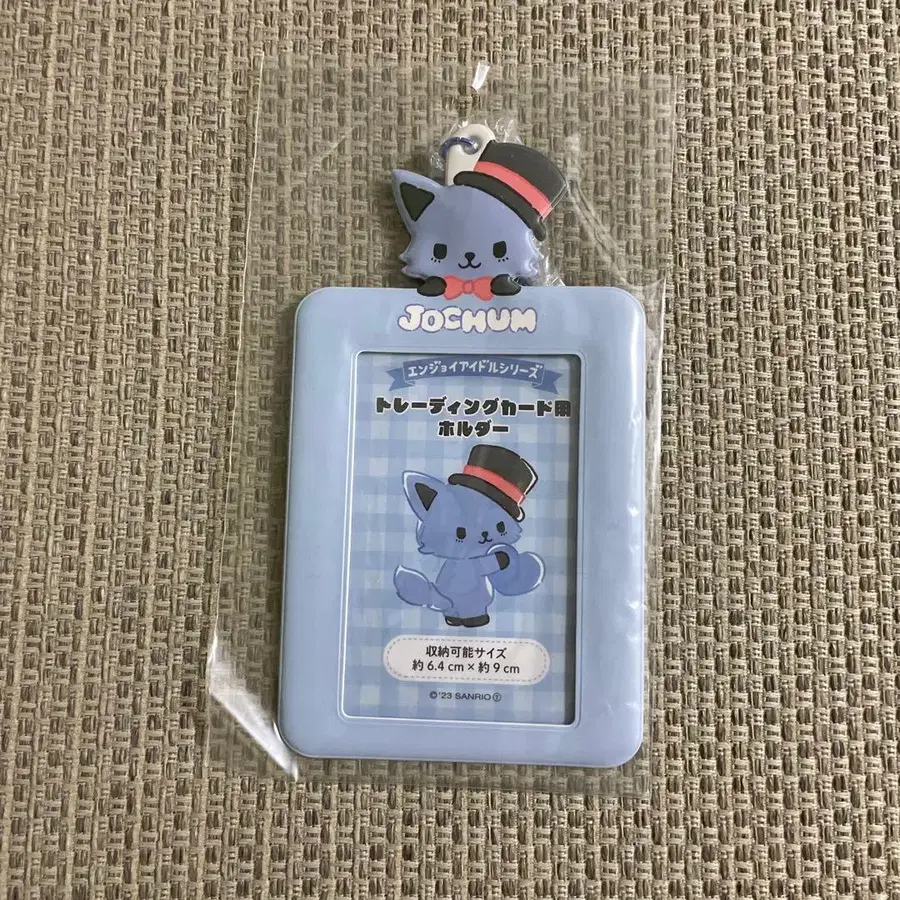 JOCHUM
エンジョイアイドルシリーズ
トレーディングカード用
ホルダー
収納可能サイズ
約 6.4 cm × 約 9 cm
©'23 SANRIO Ⓣ